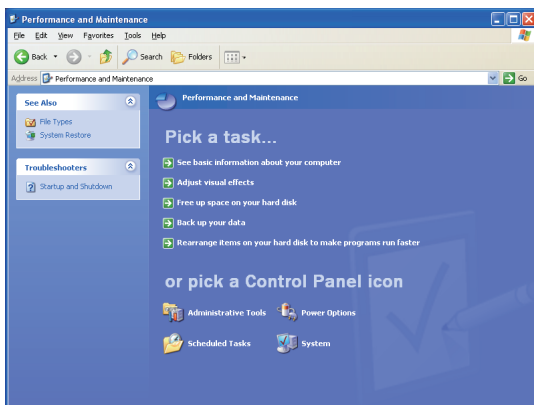 Performance and Maintenance
File Edit View Favorites Tools Help
Back Search Folders
Address Performance and Maintenance Go
See Also
File Types
System Restore
Troubleshooters
Startup and Shutdown
Performance and Maintenance
Pick a task...
See basic information about your computer
Adjust visual effects
Free up space on your hard disk
Back up your data
Rearrange items on your hard disk to make programs run faster
or pick a Control Panel icon
Administrative Tools Power Options
Scheduled Tasks System